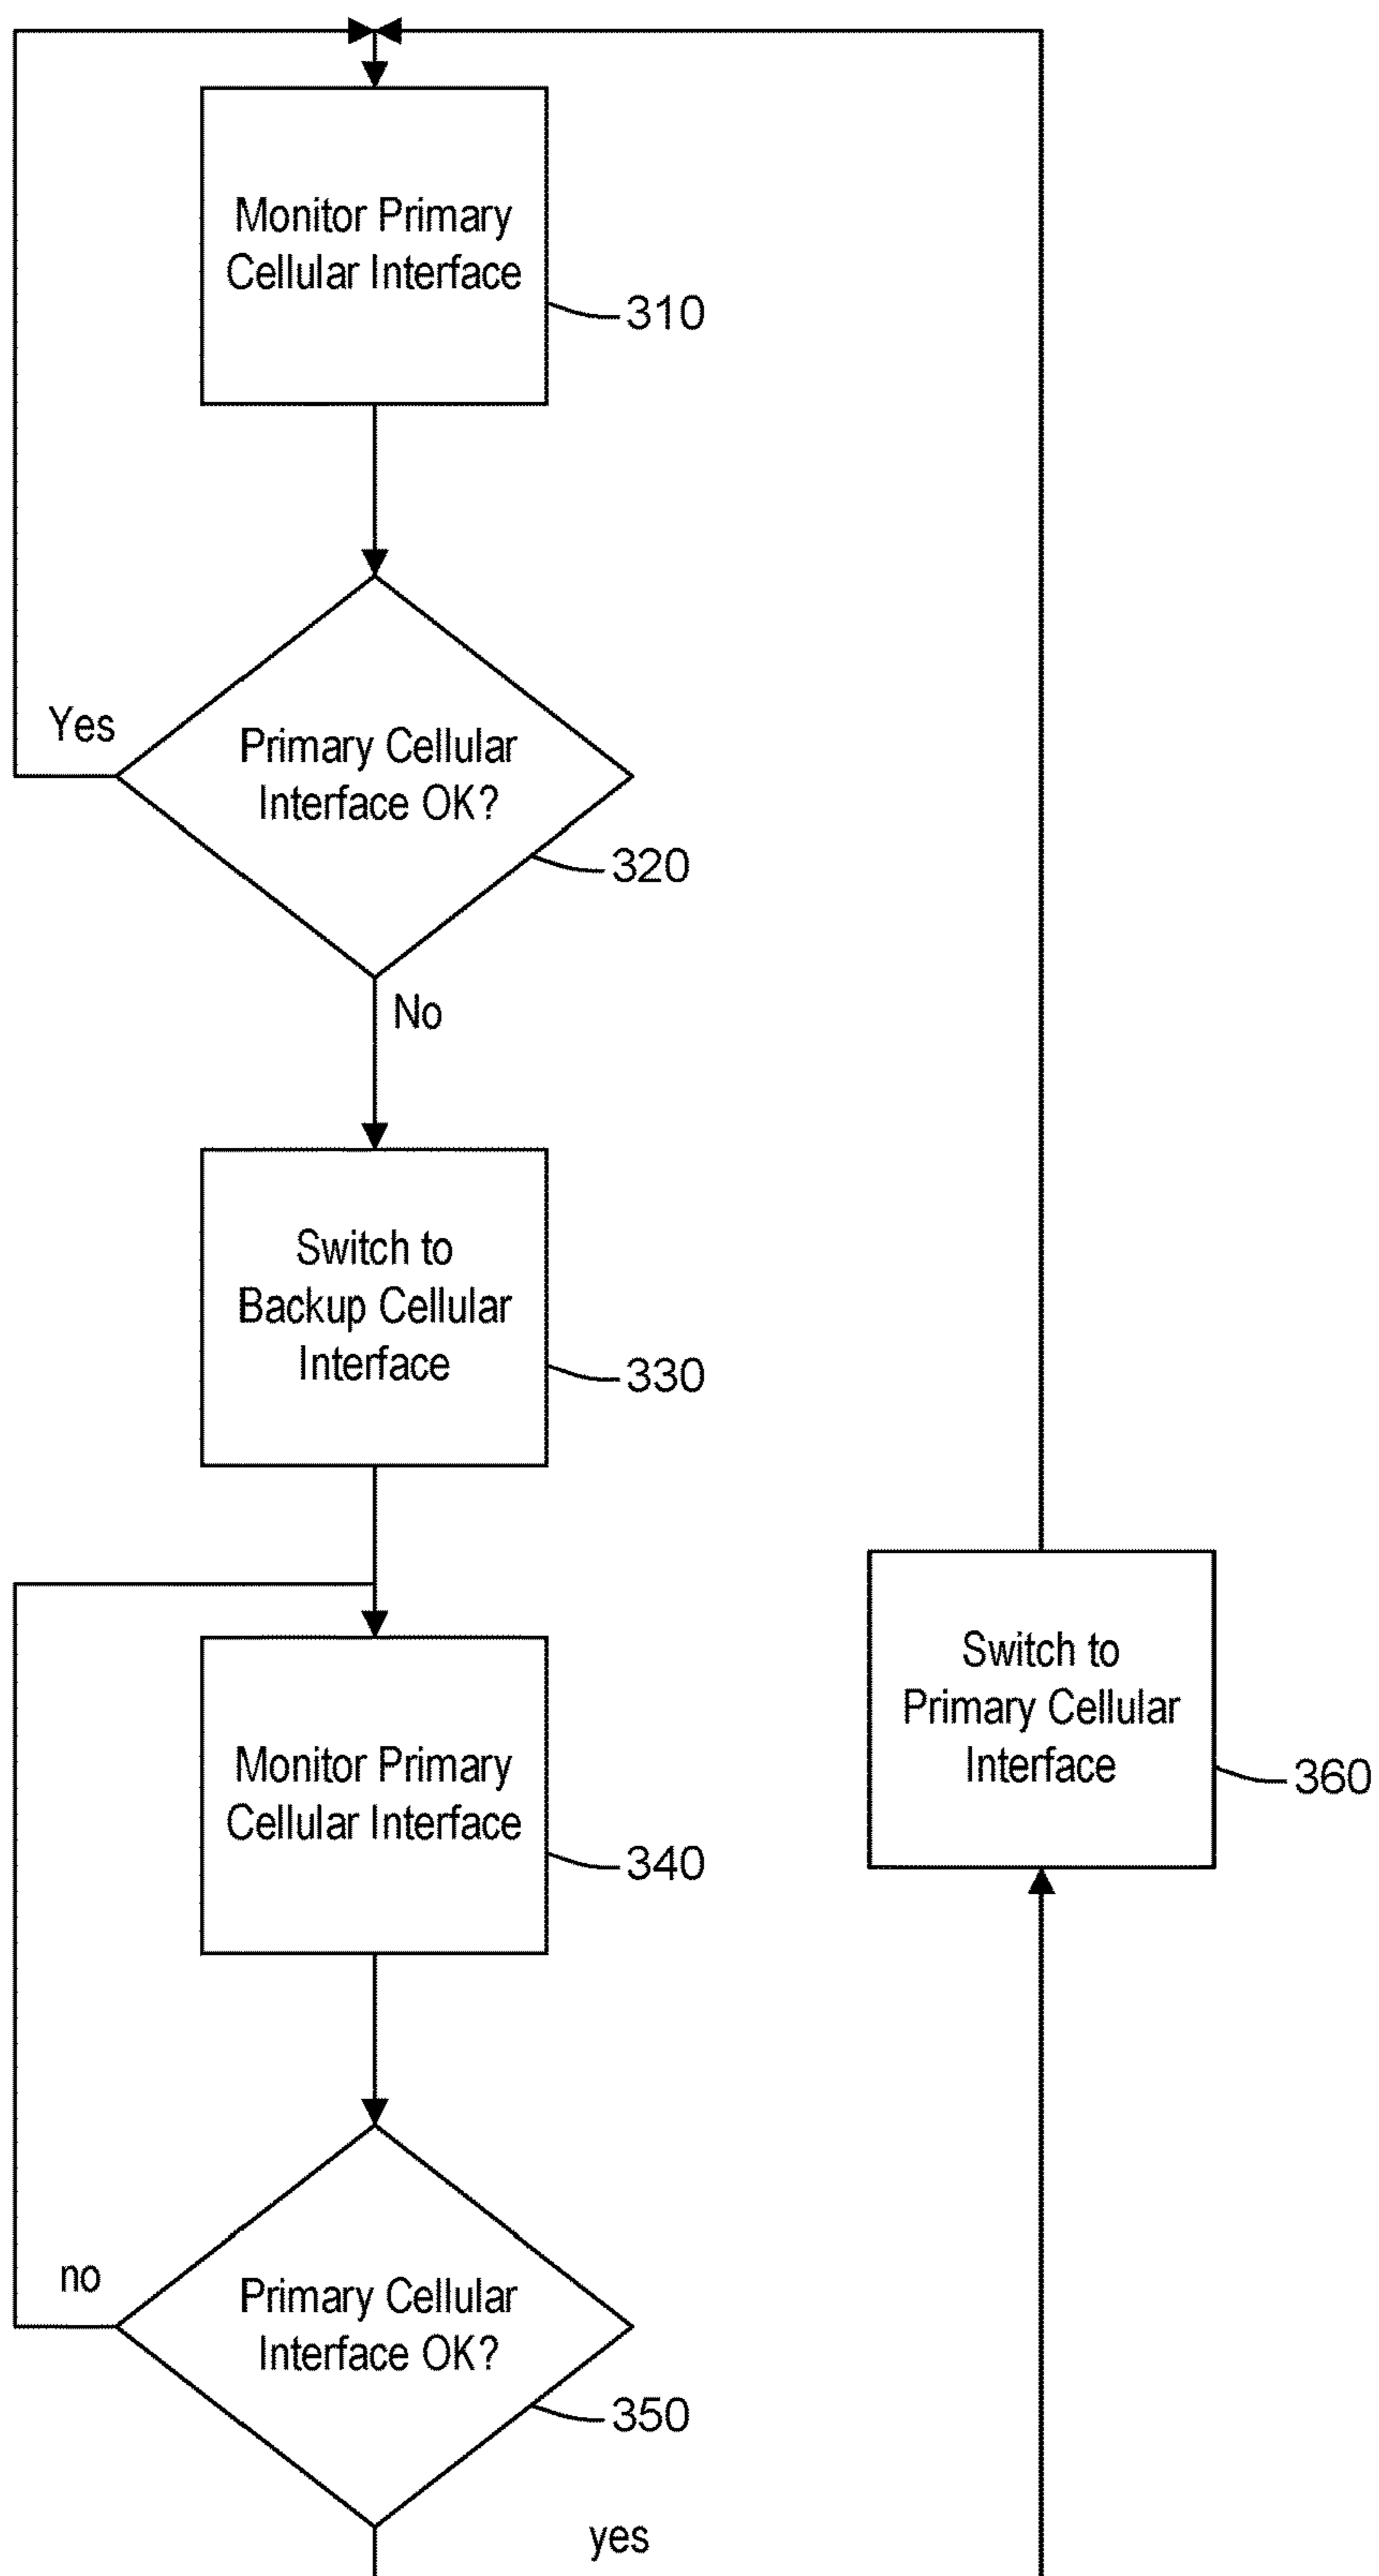 Monitor Primary
Cellular Interface
310
Yes
Primary Cellular
Interface OK?
320
No
Switch to
Backup Cellular
Interface
330
Switch to
Primary Cellular
Interface
360
Monitor Primary
Cellular Interface
340
no
Primary Cellular
Interface OK?
350
yes